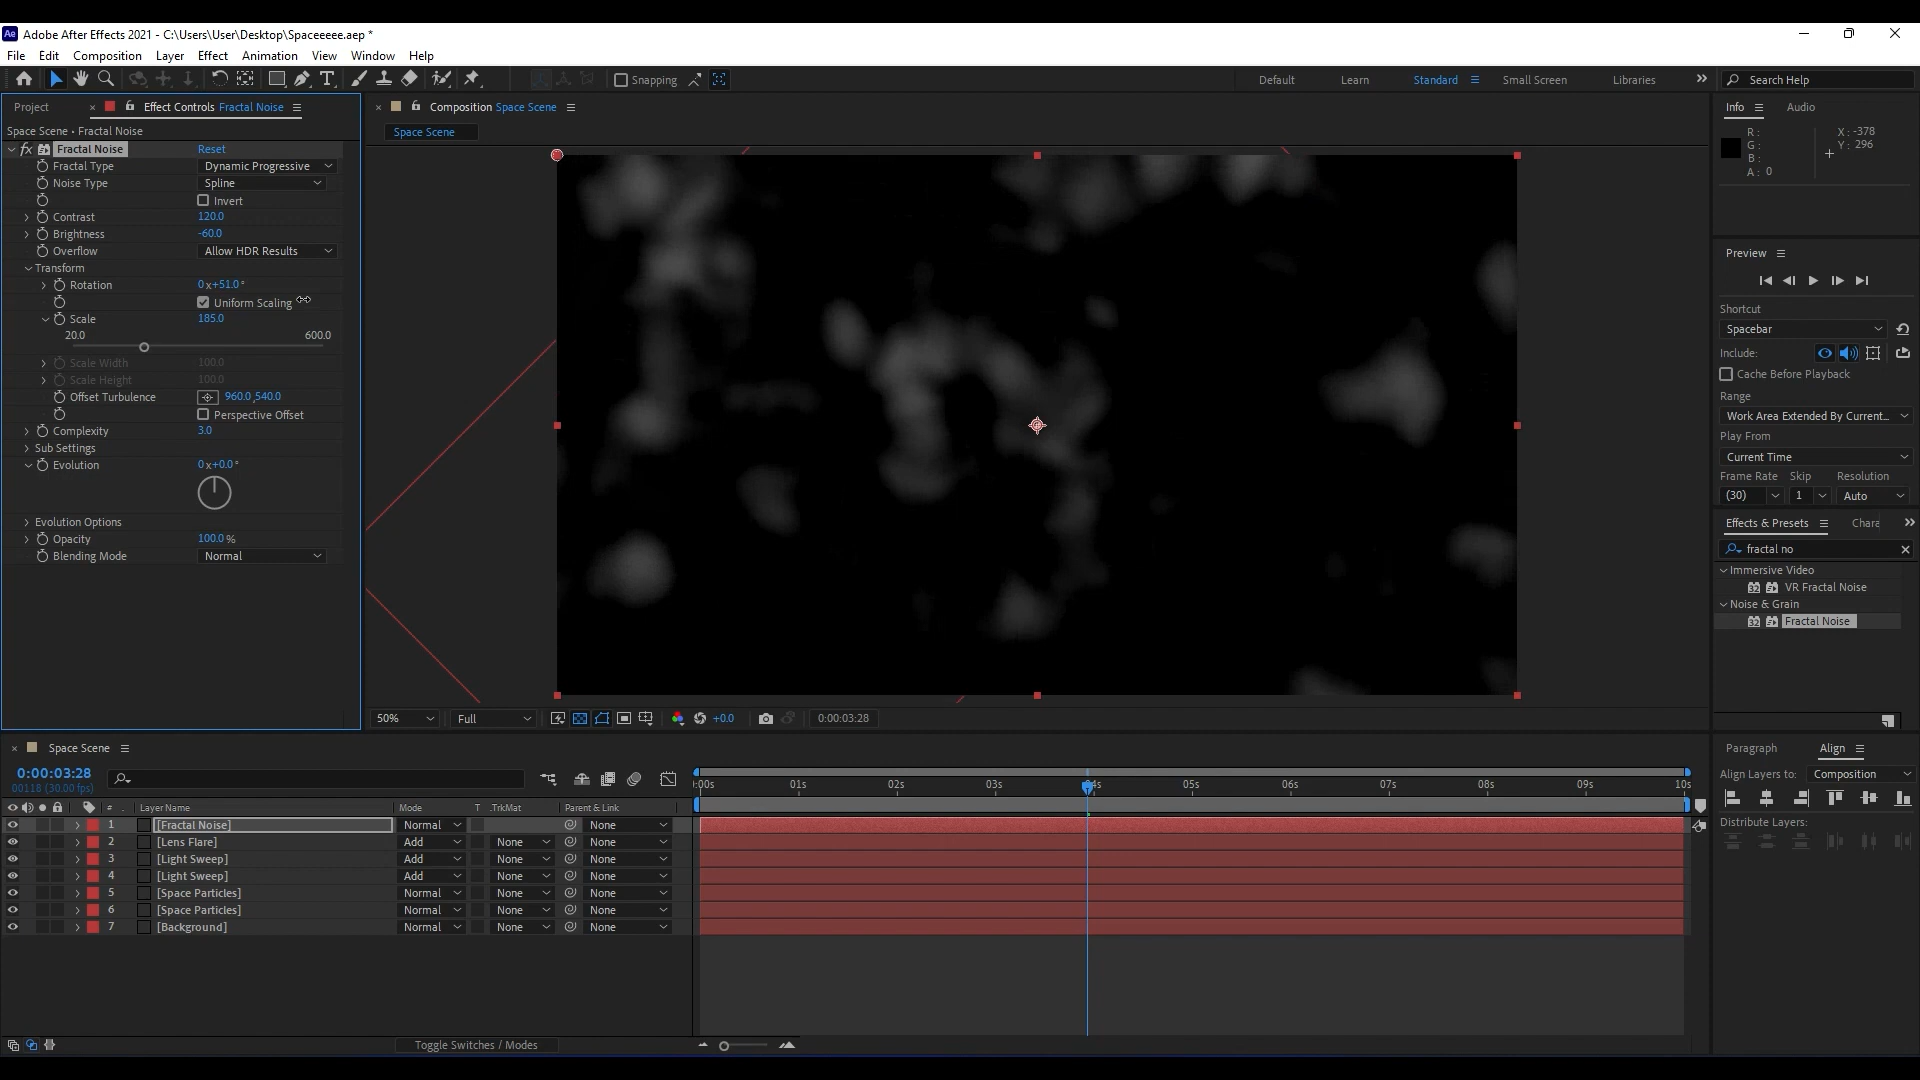 Adobe After Effects 2021 - C:\Users\User\Desktop\Spaceeeee.aep *
File Edit Composition Layer Effect Animation View Window Help
Snapping Default Learn Standard Small Screen Libraries Search Help
Project Effect Controls Fractal Noise
Space Scene • Fractal Noise
fx Fractal Noise Reset
Fractal Type Dynamic Progressive
Noise Type Spline
Invert
Contrast 120.0
Brightness -60.0
Overflow Allow HDR Results
Transform
Rotation 0x+51.0°
Uniform Scaling
Scale 185.0
20.0 600.0
Scale Width 100.0
Scale Height 100.0
Offset Turbulence 960.0,540.0
Perspective Offset
Complexity 3.0
Sub Settings
Evolution 0x+0.0°
Evolution Options
Opacity 100.0 %
Blending Mode Normal
Composition Space Scene
Space Scene
50% Full +0.0 0:00:03:28
Info Audio
R: X: -378
G: Y: 296
B:
A: 0
Preview
Shortcut
Spacebar
Include:
Cache Before Playback
Range
Work Area Extended By Current...
Play From
Current Time
Frame Rate Skip Resolution
(30) 1 Auto
Effects & Presets Chara
fractal no
Immersive Video
32 VR Fractal Noise
Noise & Grain
32 Fractal Noise
Paragraph Align
Align Layers to: Composition
Distribute Layers:
Space Scene
0:00:03:28
00118 (30.00 fps)
:00s 01s 02s 03s 04s 05s 06s 07s 08s 09s 10s
# Layer Name Mode T .TrkMat Parent & Link
1 [Fractal Noise] Normal None
2 [Lens Flare] Add None None
3 [Light Sweep] Add None None
4 [Light Sweep] Add None None
5 [Space Particles] Normal None None
6 [Space Particles] Normal None None
7 [Background] Normal None None
Toggle Switches / Modes